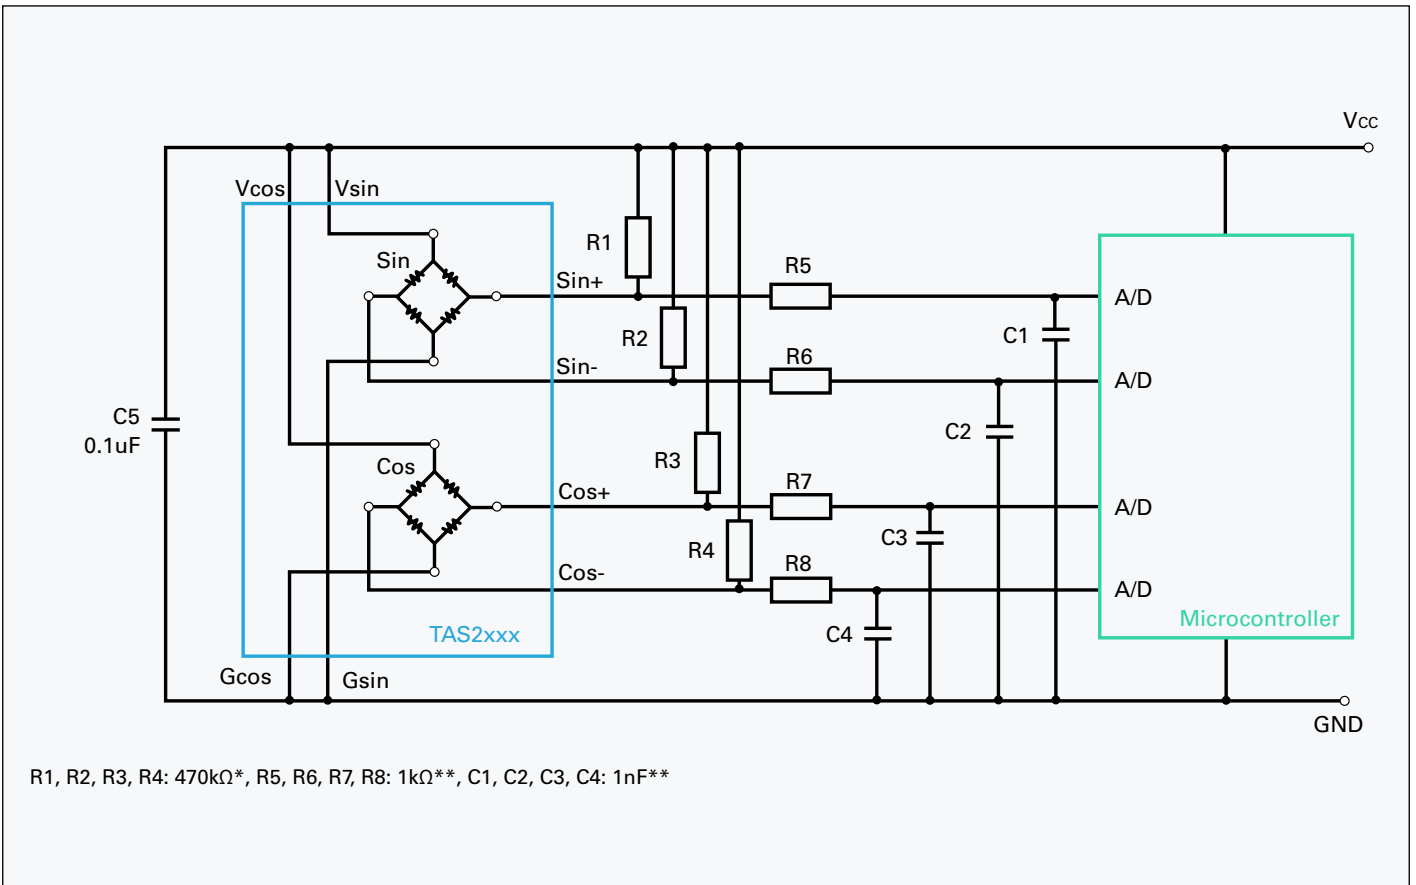 Vcc
Vcos
Vsin
Sin
R1
Sin+
R5
A/D
R2
C1
Sin-
R6
A/D
C5
0.1uF
C2
Cos
R3
Cos+
R7
A/D
C3
R4
Cos-
R8
A/D
Microcontroller
TAS2xxx
C4
Gcos
Gsin
GND
R1, R2, R3, R4: 470kΩ*, R5, R6, R7, R8: 1kΩ**, C1, C2, C3, C4: 1nF**